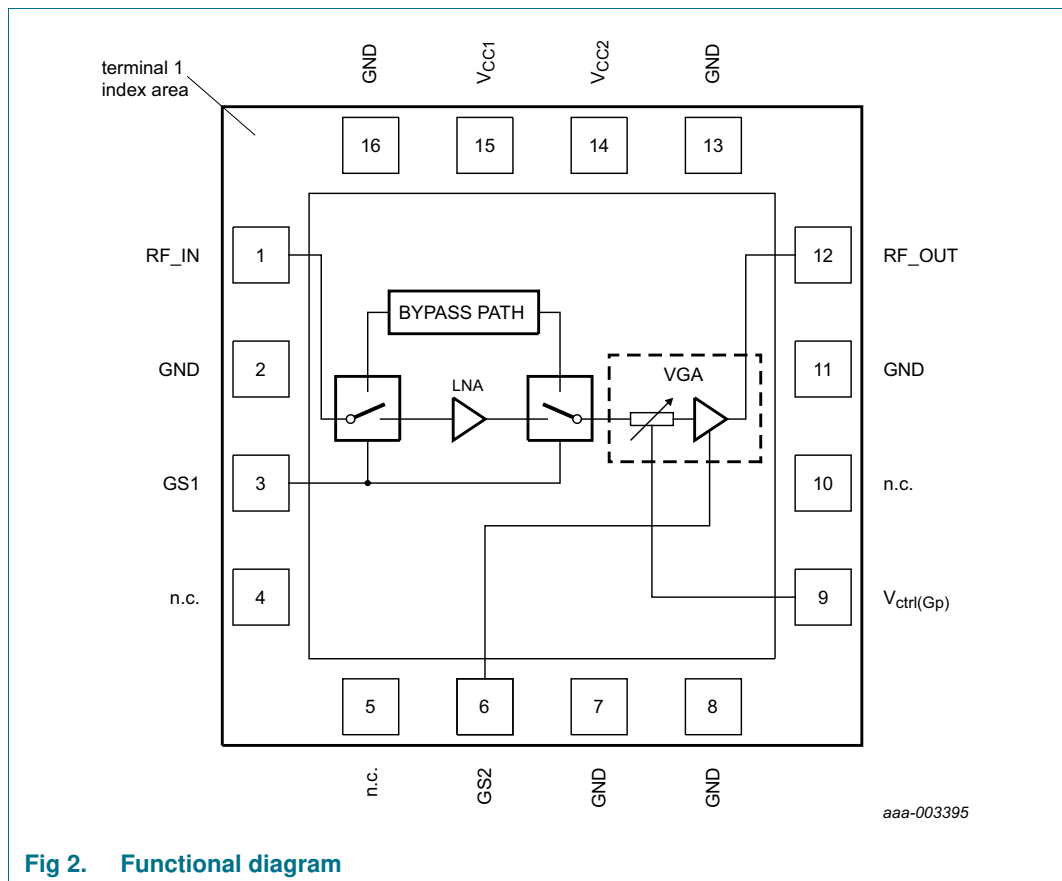 terminal 1
index area
GND
VCC1
VCC2
GND
16
15
14
13
RF_IN
1
12
RF_OUT
BYPASS PATH
GND
2
LNA
VGA
11
GND
GS1
3
10
n.c.
n.c.
4
9
Vctrl(Gp)
5
6
7
8
n.c.
GS2
GND
GND
aaa-003395
Fig 2. Functional diagram